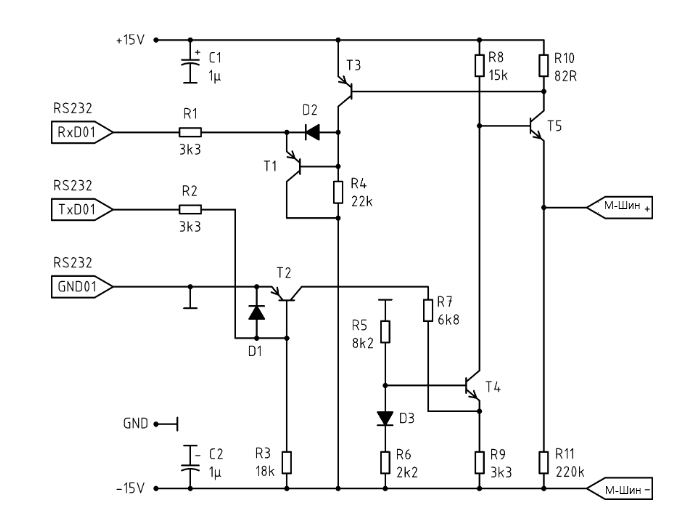 +15V
C1
1µ
T3
R8
15k
R10
82R
RS232
RxD01
R1
3k3
D2
T1
R4
22k
T5
RS232
TxD01
R2
3k3
М-Шин +
RS232
GND01
T2
D1
R7
6k8
R5
8k2
T4
D3
GND
C2
1µ
R3
18k
R6
2k2
R9
3k3
R11
220k
-15V
М-Шин -